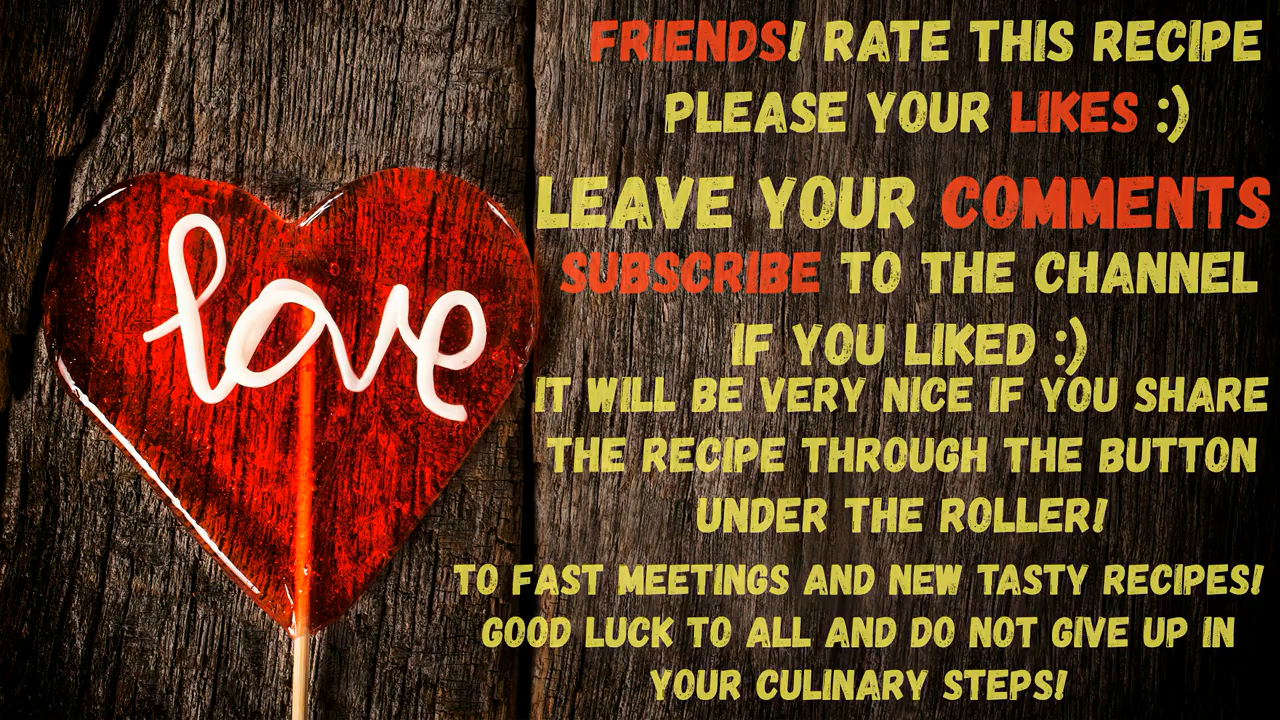 FRIENDS! RATE THIS RECIPE
PLEASE YOUR LIKES :)
LEAVE YOUR COMMENTS
SUBSCRIBE TO THE CHANNEL
IF YOU LIKED :)
IT WILL BE VERY NICE IF YOU SHARE
THE RECIPE THROUGH THE BUTTON
UNDER THE ROLLER!
TO FAST MEETINGS AND NEW TASTY RECIPES!
GOOD LUCK TO ALL AND DO NOT GIVE UP IN
YOUR CULINARY STEPS!
love